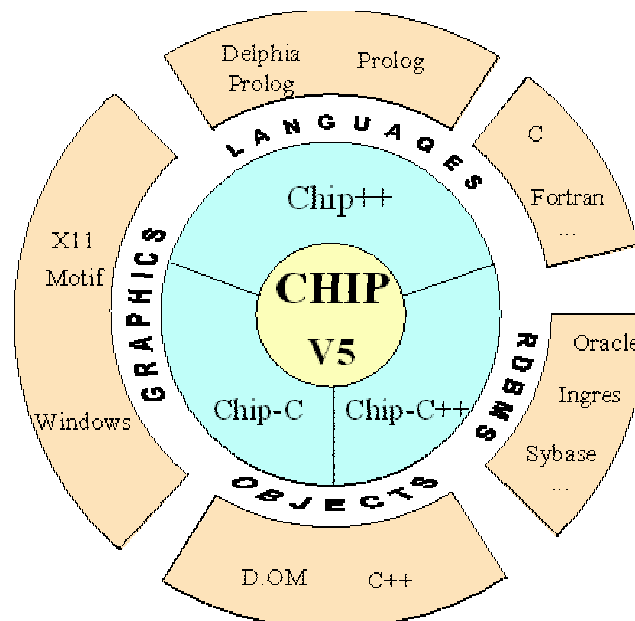 Delphia Prolog
Prolog
C
Fortran
...
LANGUAGES
Chip++
X11
Motif
Windows
GRAPHICS
CHIP
V5
Chip-C
Chip-C++
RDBMS
Oracle
Ingres
Sybase
...
OBJECTS
D.OM
C++